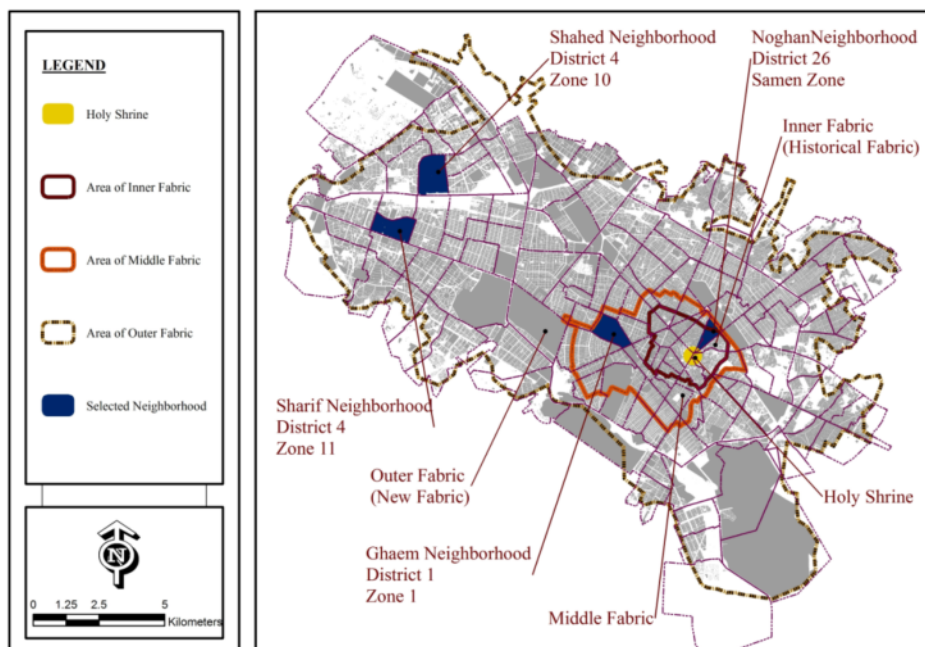 LEGEND
Holy Shrine
Area of Inner Fabric
Area of Middle Fabric
Area of Outer Fabric
Selected Neighborhood
N
0 1.25 2.5 5
Kilometers
Shahed Neighborhood
District 4
Zone 10
NoghanNeighborhood
District 26
Samen Zone
Inner Fabric
(Historical Fabric)
Sharif Neighborhood
District 4
Zone 11
Outer Fabric
(New Fabric)
Holy Shrine
Ghaem Neighborhood
District 1
Zone 1
Middle Fabric